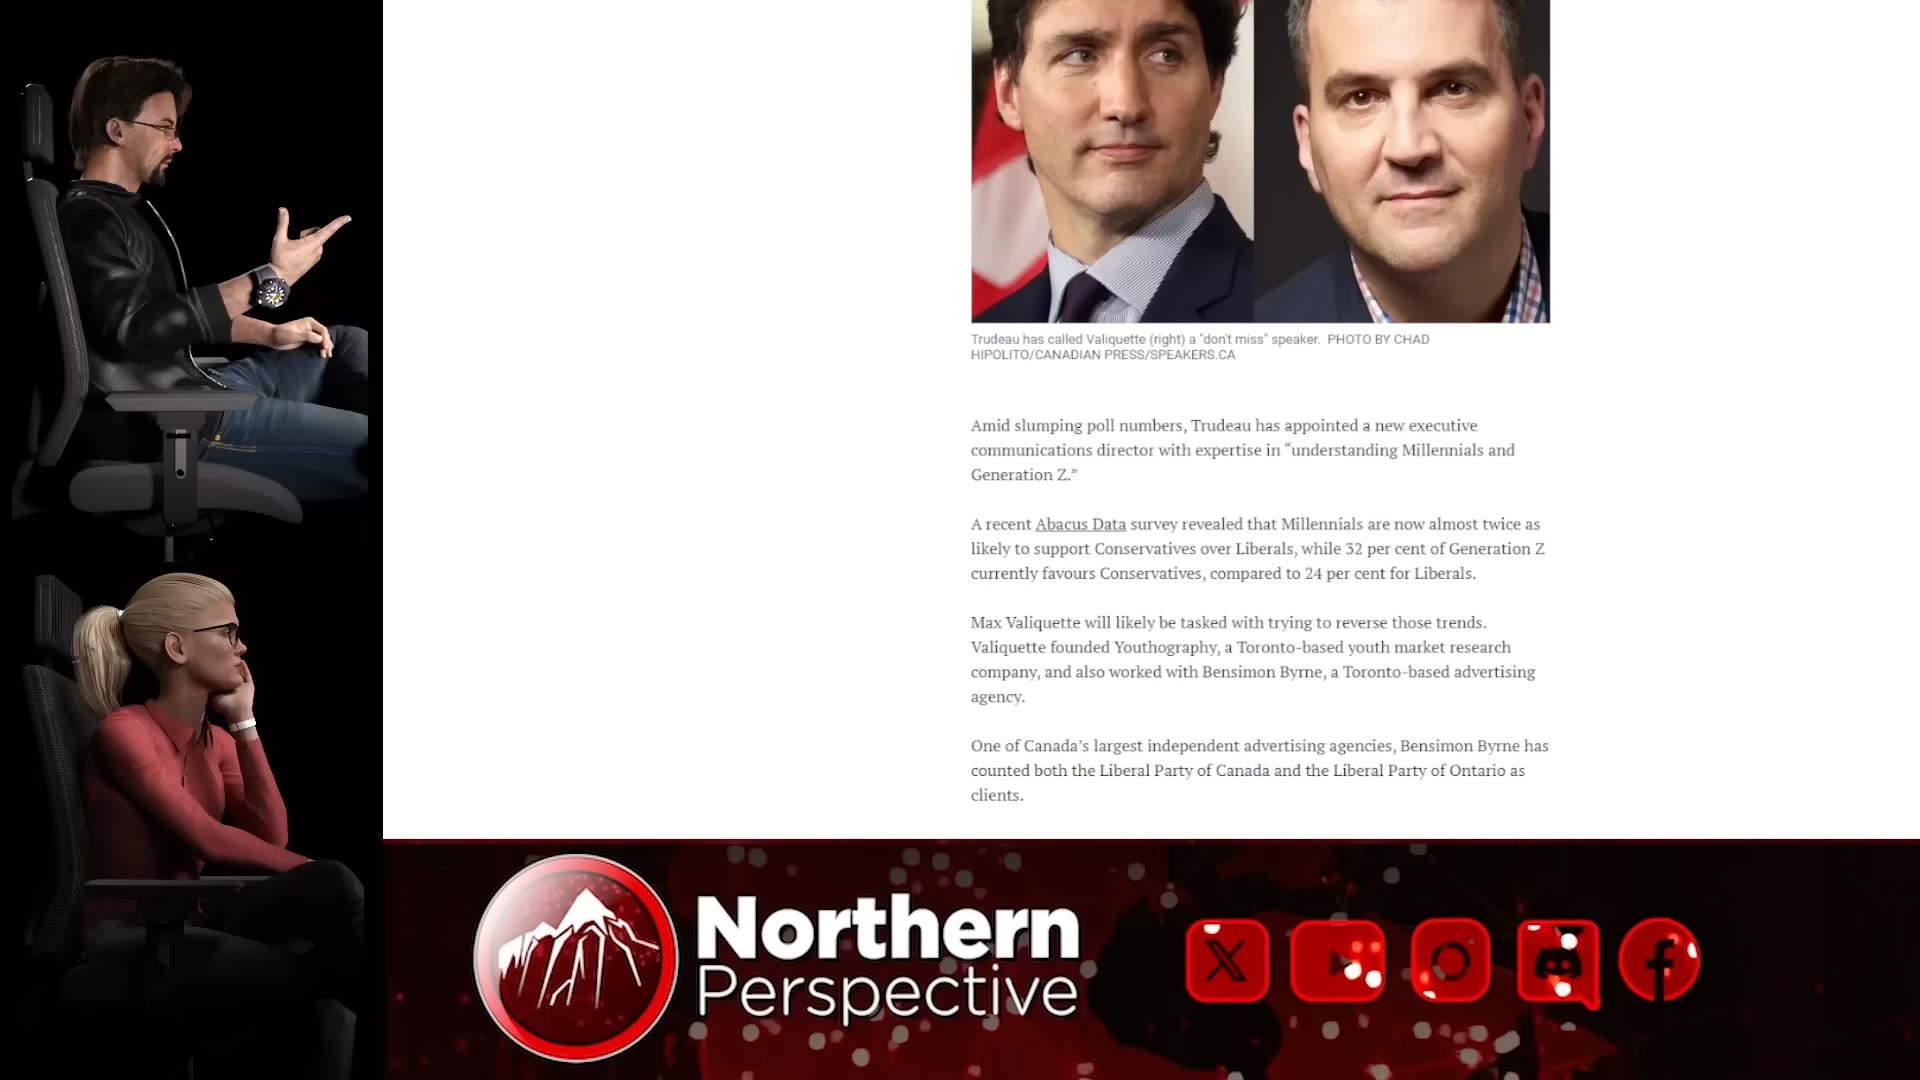 Trudeau has called Valiquette (right) a "don't miss" speaker. PHOTO BY CHAD
HIPOLITO/CANADIAN PRESS/SPEAKERS.CA
Amid slumping poll numbers, Trudeau has appointed a new executive
communications director with expertise in “understanding Millennials and
Generation Z.”
A recent Abacus Data survey revealed that Millennials are now almost twice as
likely to support Conservatives over Liberals, while 32 per cent of Generation Z
currently favours Conservatives, compared to 24 per cent for Liberals.
Max Valiquette will likely be tasked with trying to reverse those trends.
Valiquette founded Youthography, a Toronto-based youth market research
company, and also worked with Bensimon Byrne, a Toronto-based advertising
agency.
One of Canada’s largest independent advertising agencies, Bensimon Byrne has
counted both the Liberal Party of Canada and the Liberal Party of Ontario as
clients.
Northern
Perspective